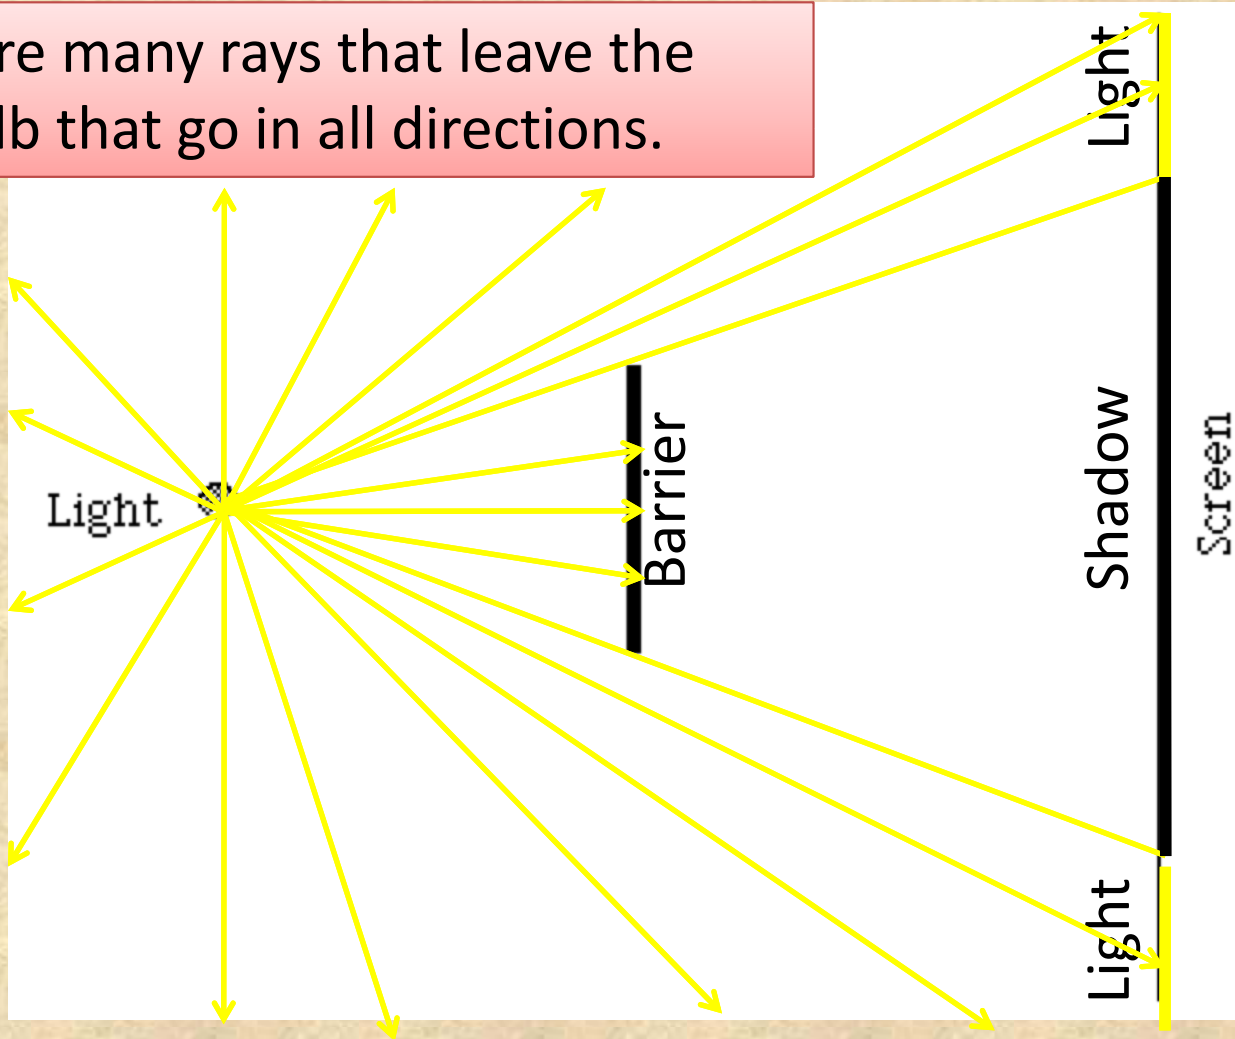 re many rays that leave the
lb that go in all directions.
Light
Light
Barrier
Shadow
Screen
Light